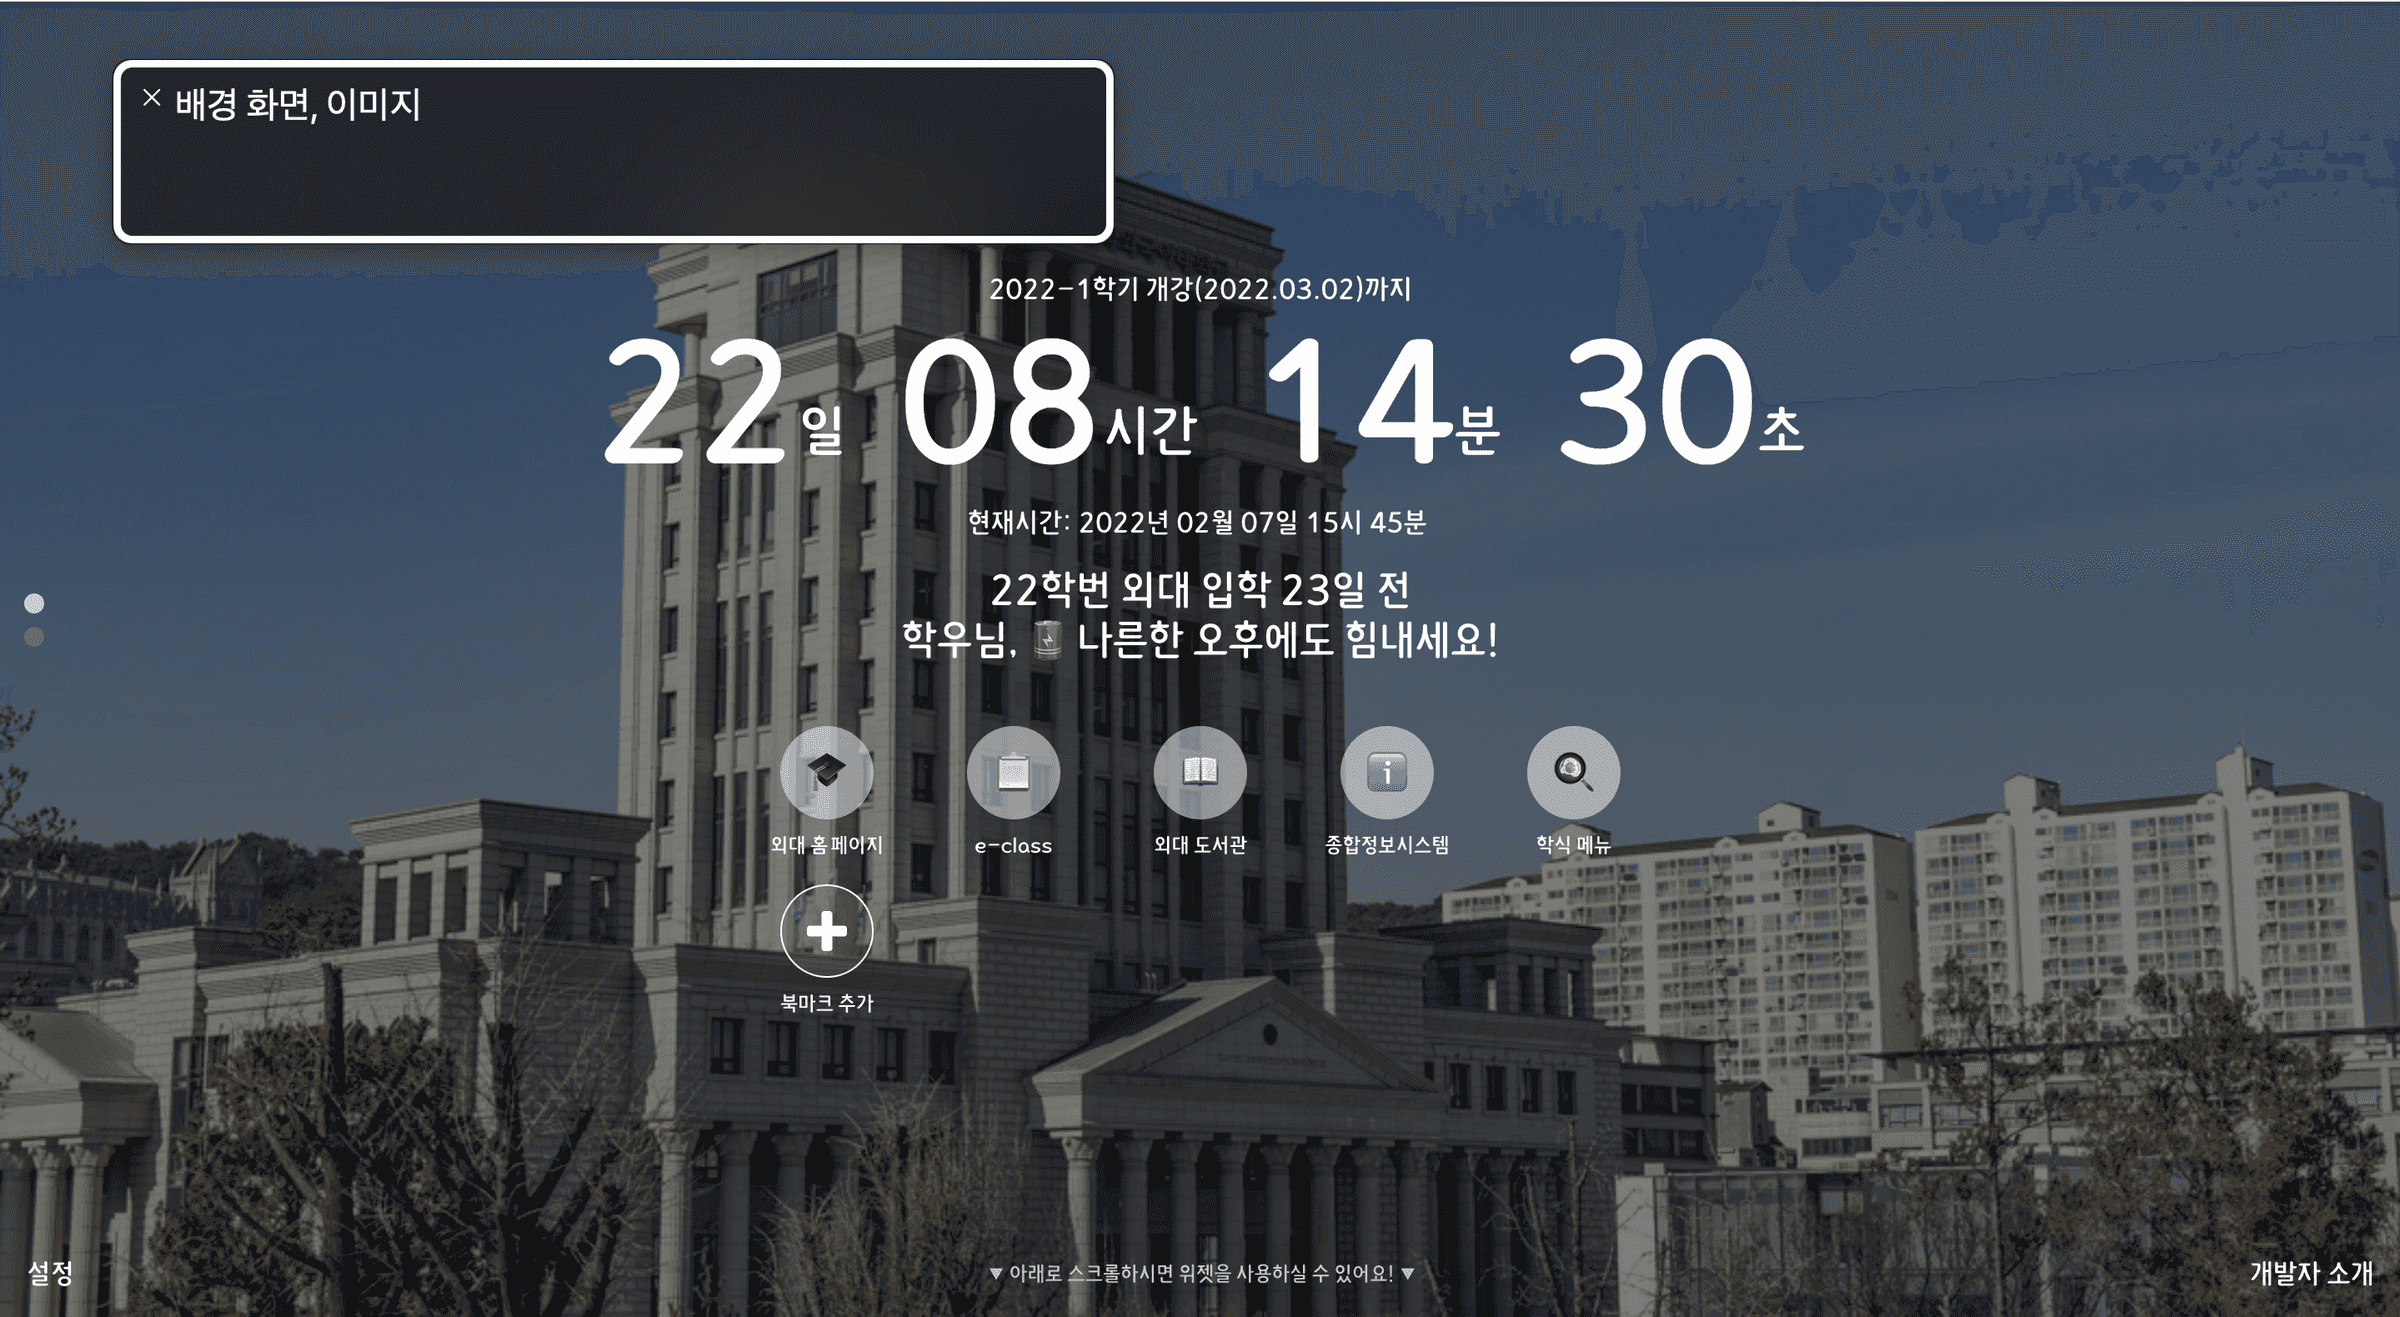 배경 화면, 이미지
2022-1학기 개강(2022.03.02)까지
22일 08시간 14분 30초
현재시간: 2022년 02월 07일 15시 45분
22학번 외대 입학 23일 전
학우님, 나른한 오후에도 힘내세요!
외대 홈페이지 e-class 외대 도서관 종합정보시스템 학식 메뉴
북마크 추가
설정 ▼ 아래로 스크롤하시면 위젯을 사용하실 수 있어요! ▼ 개발자 소개